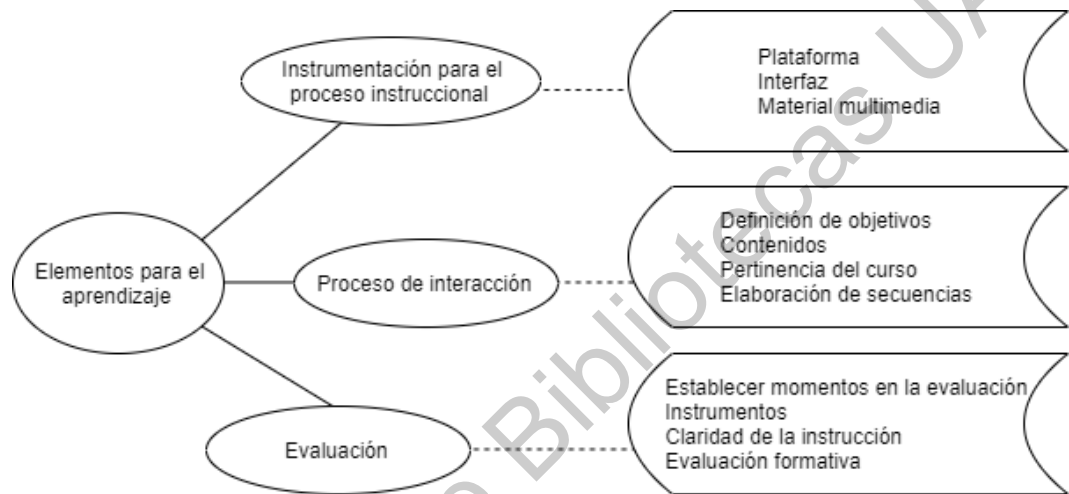 Instrumentación para el
proceso instruccional
Plataforma
Interfaz
Material multimedia
Elementos para el
aprendizaje
Proceso de interacción
Definición de objetivos
Contenidos
Pertinencia del curso
Elaboración de secuencias
Evaluación
Establecer momentos en la evaluación
Instrumentos
Claridad de la instrucción
Evaluación formativa
Bibliotecas